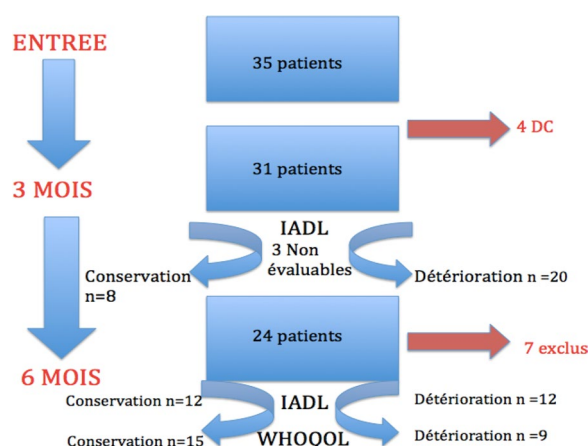 ENTREE
35 patients
4 DC
31 patients
3 MOIS
IADL
3 Non
évaluables
Conservation
n=8
Détérioration n =20
24 patients
7 exclus
6 MOIS
Conservation n=12
IADL
Détérioration n=12
Conservation n=15
WHOQOL
Détérioration n=9